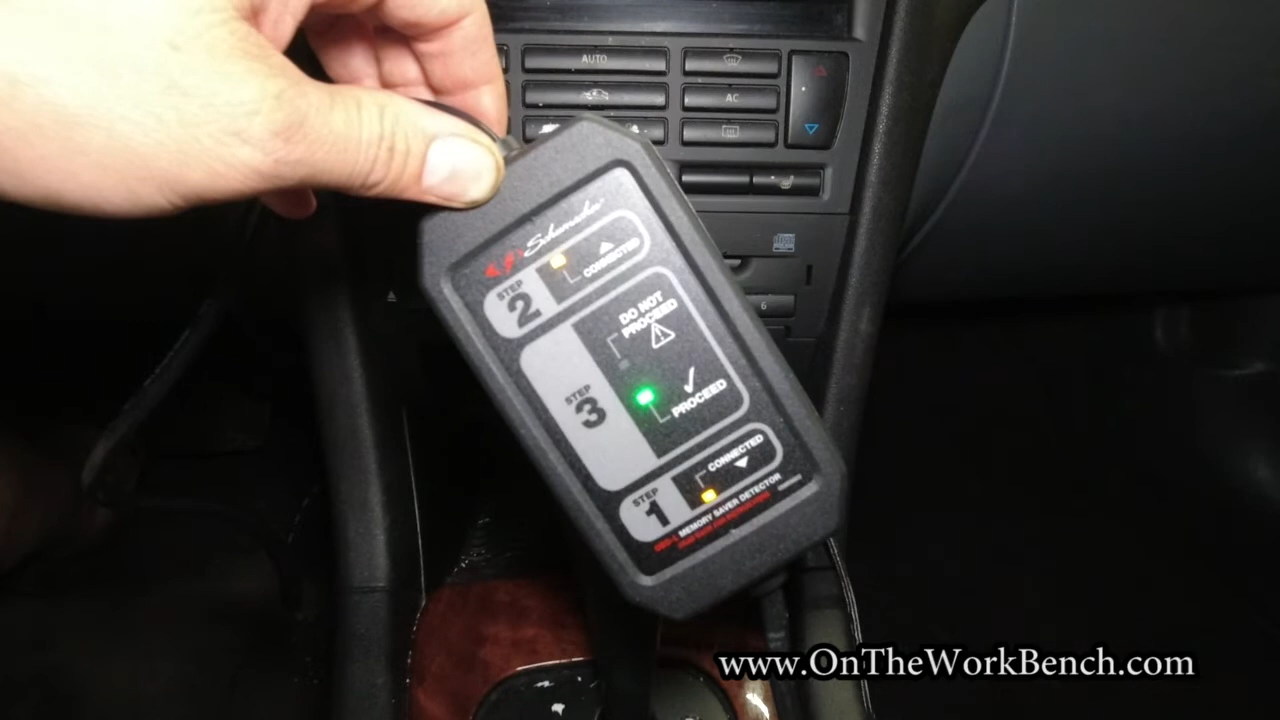 AUTO
AC
Schumacher
STEP
2
CONNECTED
DO NOT
PROCEED
STEP
3
PROCEED
CONNECTED
STEP
1
OBD-L MEMORY SAVER DETECTOR
6
www.OnTheWorkBench.com